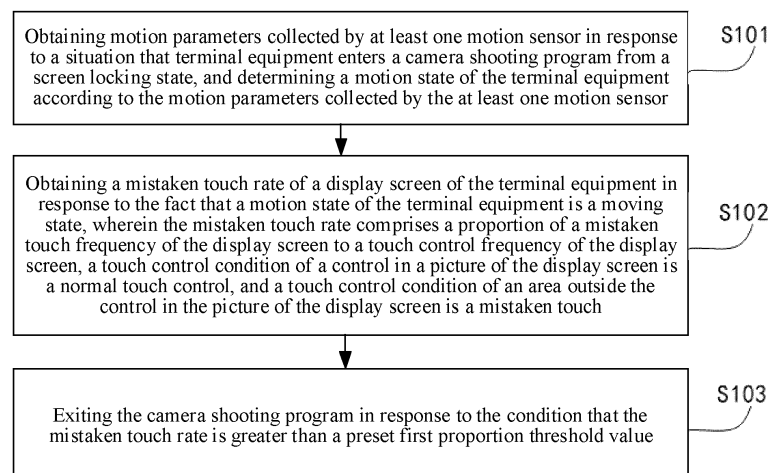 Obtaining motion parameters collected by at least one motion sensor in response
to a situation that terminal equipment enters a camera shooting program from a
screen locking state, and determining a motion state of the terminal equipment
according to the motion parameters collected by the at least one motion sensor
S101
Obtaining a mistaken touch rate of a display screen of the terminal equipment in
response to the fact that a motion state of the terminal equipment is a moving
state, wherein the mistaken touch rate comprises a proportion of a mistaken
touch frequency of the display screen to a touch control frequency of the display
screen, a touch control condition of a control in a picture of the display screen is
a normal touch control, and a touch control condition of an area outside the
control in the picture of the display screen is a mistaken touch
S102
Exiting the camera shooting program in response to the condition that the
mistaken touch rate is greater than a preset first proportion threshold value
S103